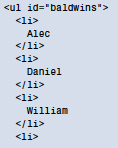 <ul id="baldwins">
<li>
Alec
</li>
<li>
Daniel
</li>
<li>
William
</li>
<li>